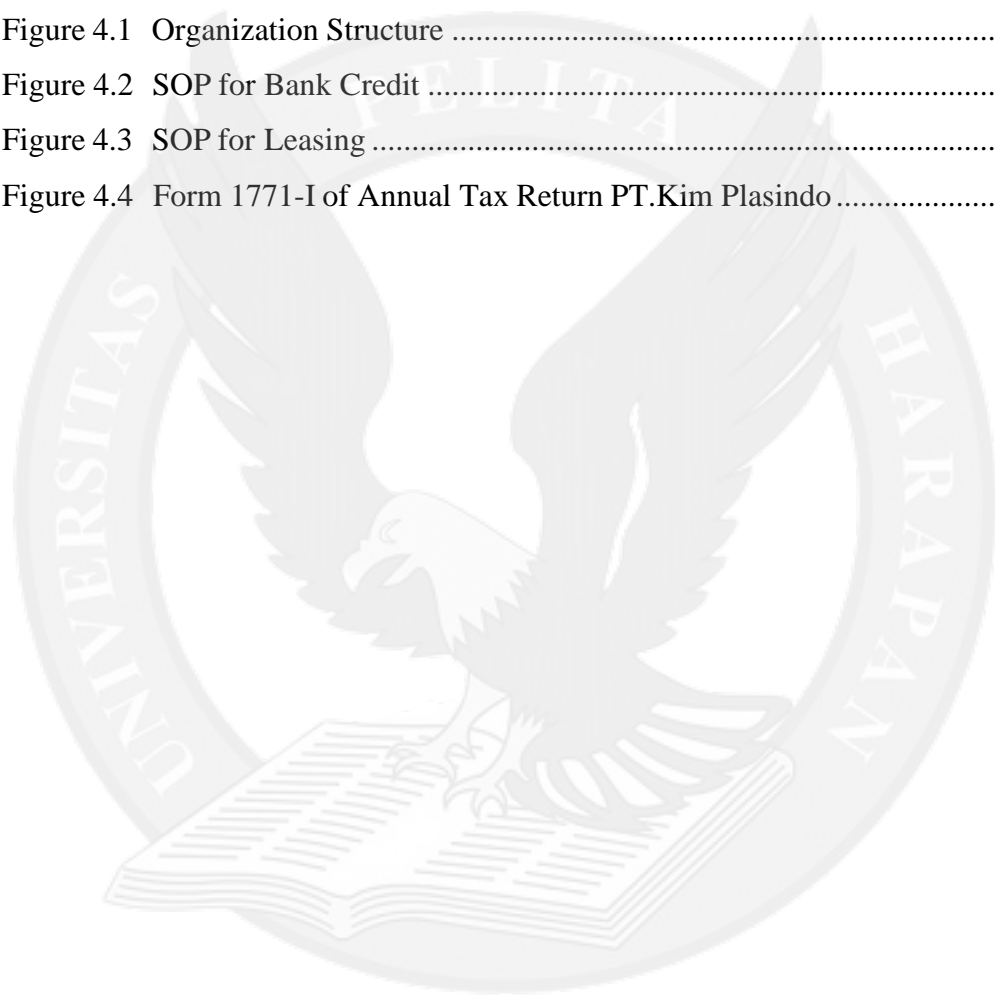 Figure 4.1 Organization Structure ..........................................................................
Figure 4.2 SOP for Bank Credit .............................................................................
Figure 4.3 SOP for Leasing ....................................................................................
Figure 4.4 Form 1771-I of Annual Tax Return PT.Kim Plasindo ....................
UNIVERSITAS PELITA HARAPAN